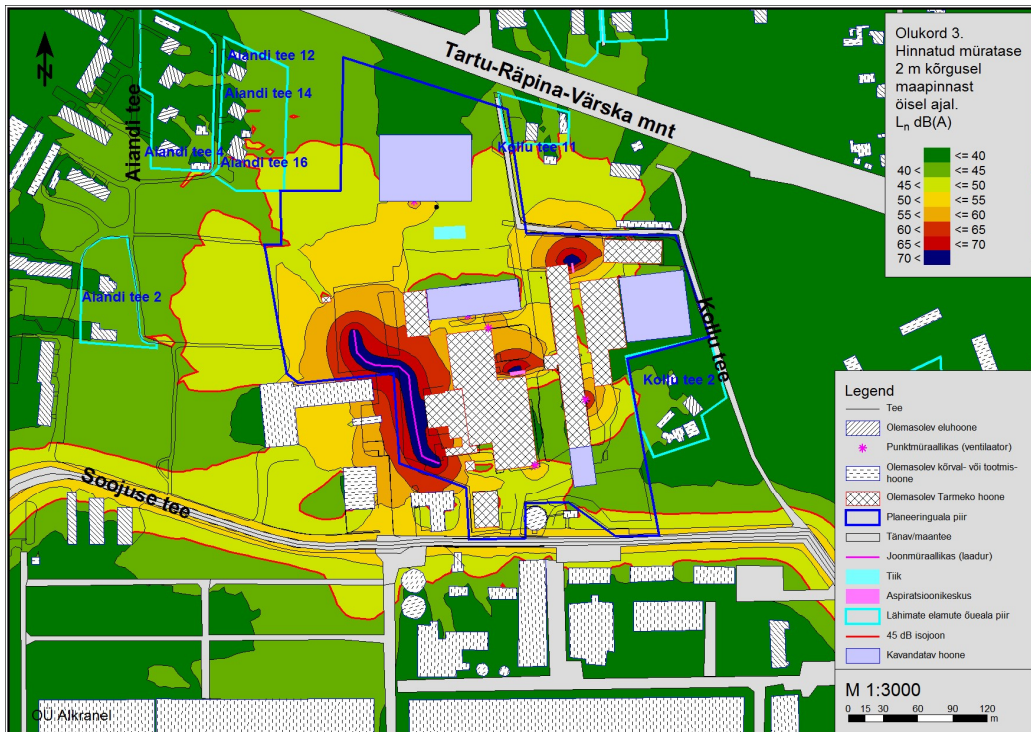 Olukord 3.
Hinnatud müratase
2 m kõrgusel
maapinnast
öisel ajal.
Ln dB(A)
<= 40
40 < <= 45
45 < <= 50
50 < <= 55
55 < <= 60
60 < <= 65
65 < <= 70
70 <
N
Tartu-Räpina-Värska mnt
Aiandi tee
Aiandi tee 12
Aiandi tee 14
Aiandi tee 4
Aiandi tee 16
Kollu tee 11
Aiandi tee 2
Kollu tee
Kollu tee 2
Soojuse tee
Legend
Tee
Olemasolev eluhoone
Punktmüraallikas (ventilaator)
Olemasolev kõrval- või tootmis-
hoone
Olemasolev Tarmeko hoone
Planeeringuala piir
Tänav/maantee
Joonmüraallikas (laadur)
Tiik
Aspiratsioonikeskus
Lähimate elamute õueala piir
45 dB isojoon
Kavandatav hoone
M 1:3000
0 15 30 60 90 120
m
OÜ Alkranel